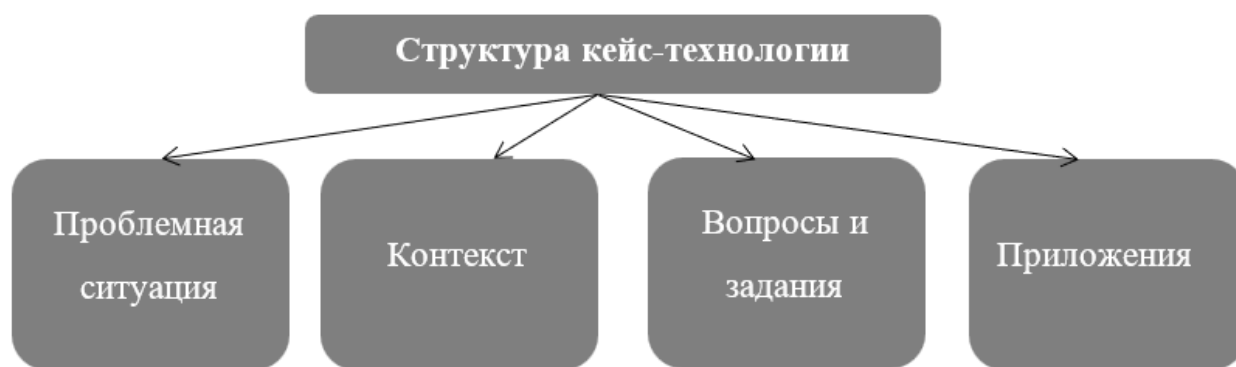 Структура кейс-технологии
Проблемная
ситуация
Контекст
Вопросы и
задания
Приложения